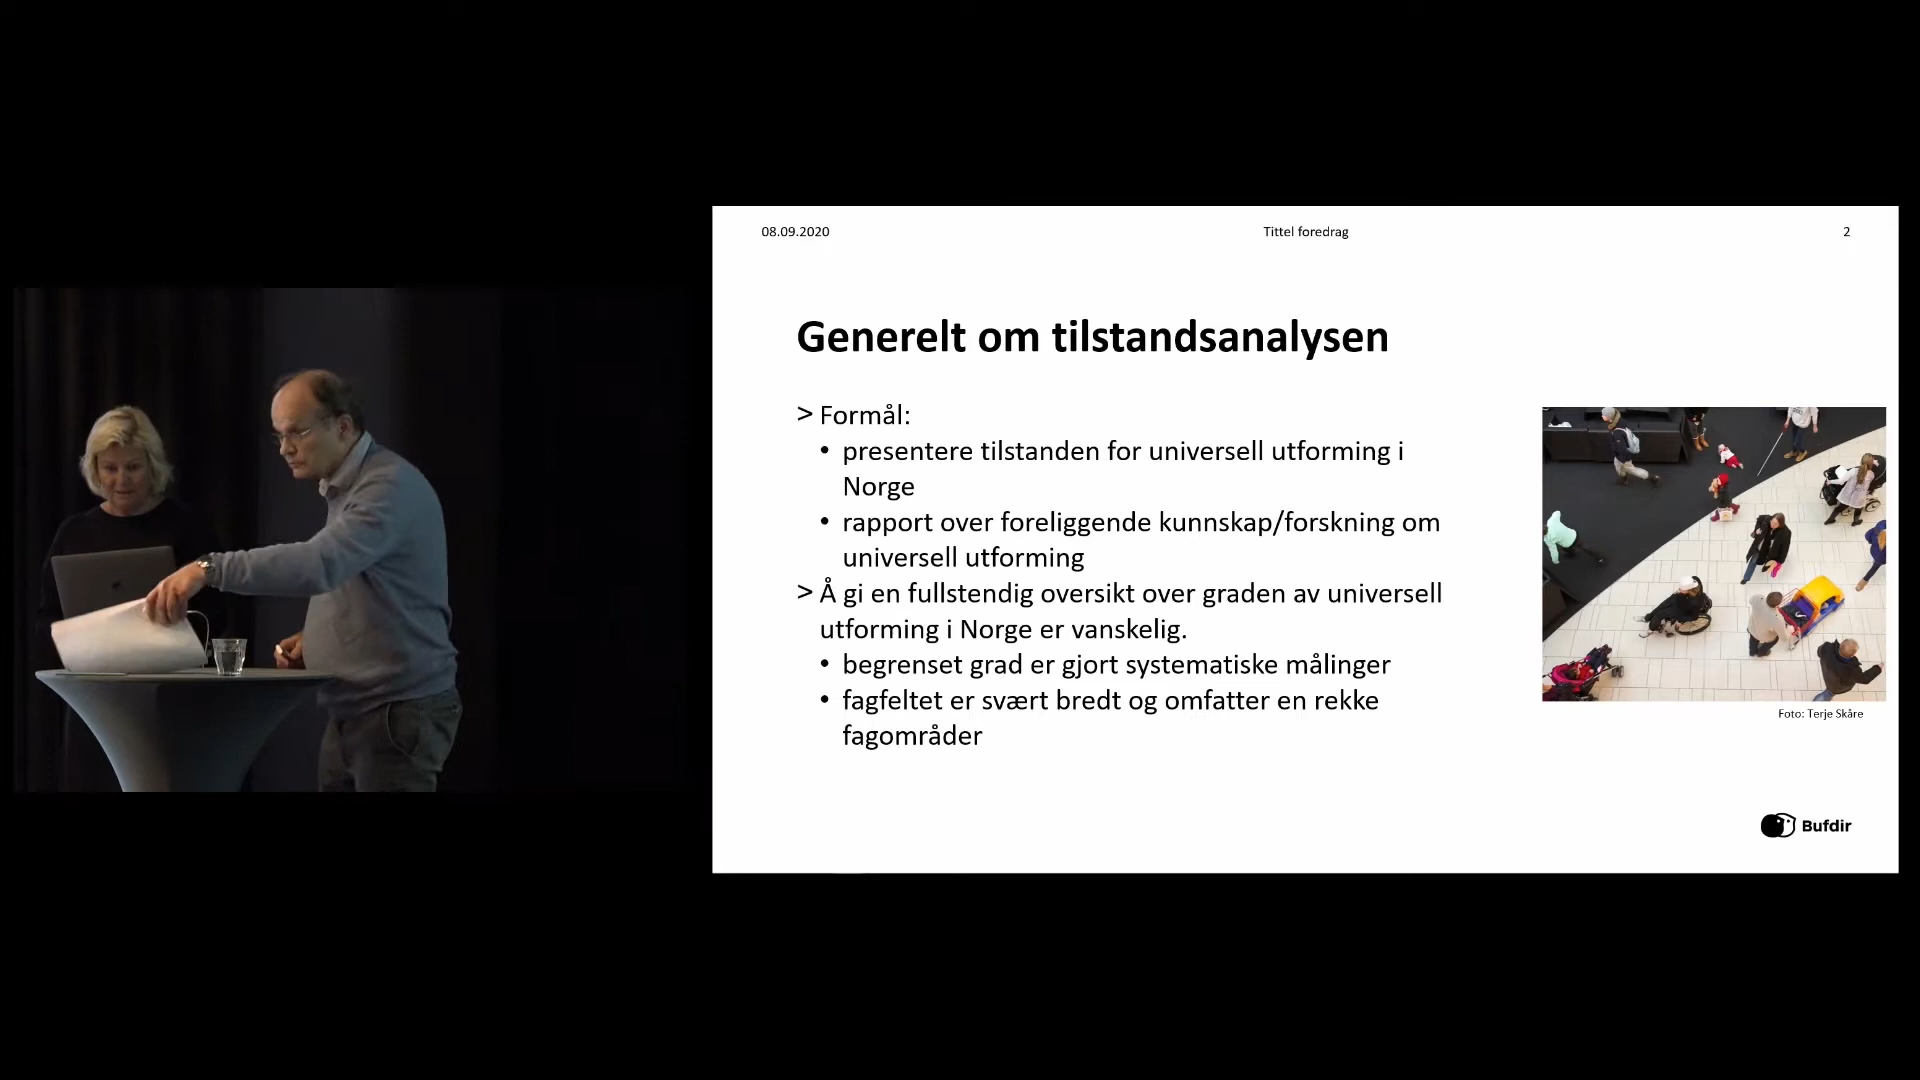 08.09.2020
Tittel foredrag
2
Generelt om tilstandsanalysen
> Formål:
• presentere tilstanden for universell utforming i
Norge
• rapport over foreliggende kunnskap/forskning om
universell utforming
> Å gi en fullstendig oversikt over graden av universell
utforming i Norge er vanskelig.
• begrenset grad er gjort systematiske målinger
• fagfeltet er svært bredt og omfatter en rekke
fagområder
Foto: Terje Skåre
Bufdir